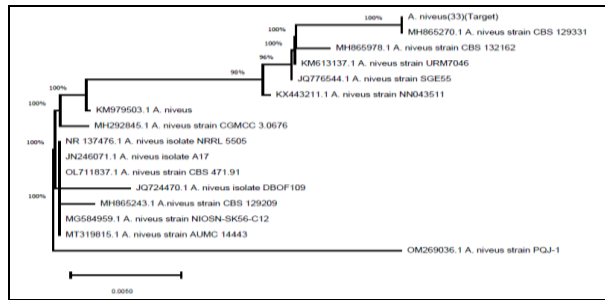 100%
A. niveus(33)(Target)
MH865270.1 A. niveus strain CBS 129331
100%
MH865978.1 A. niveus strain CBS 132162
100%
KM613137.1 A. niveus strain URM7046
96%
98%
JQ776544.1 A. niveus strain SGE55
KX443211.1 A. niveus strain NN043511
100%
KM979503.1 A. niveus
100%
MH292845.1 A. niveus strain CGMCC 3.0676
NR 137476.1 A. niveus isolate NRRL 5505
100%
JN246071.1 A. niveus isolate A17
OL711837.1 A. niveus strain CBS 471.91
JQ724470.1 A. niveus isolate DBOF109
100%
MH865243.1 A.niveus strain CBS 129209
MG584959.1 A. niveus strain NIOSN-SK56-C12
MT319815.1 A. niveus strain AUMC 14443
OM269036.1 A. niveus strain PQJ-1
0.0050